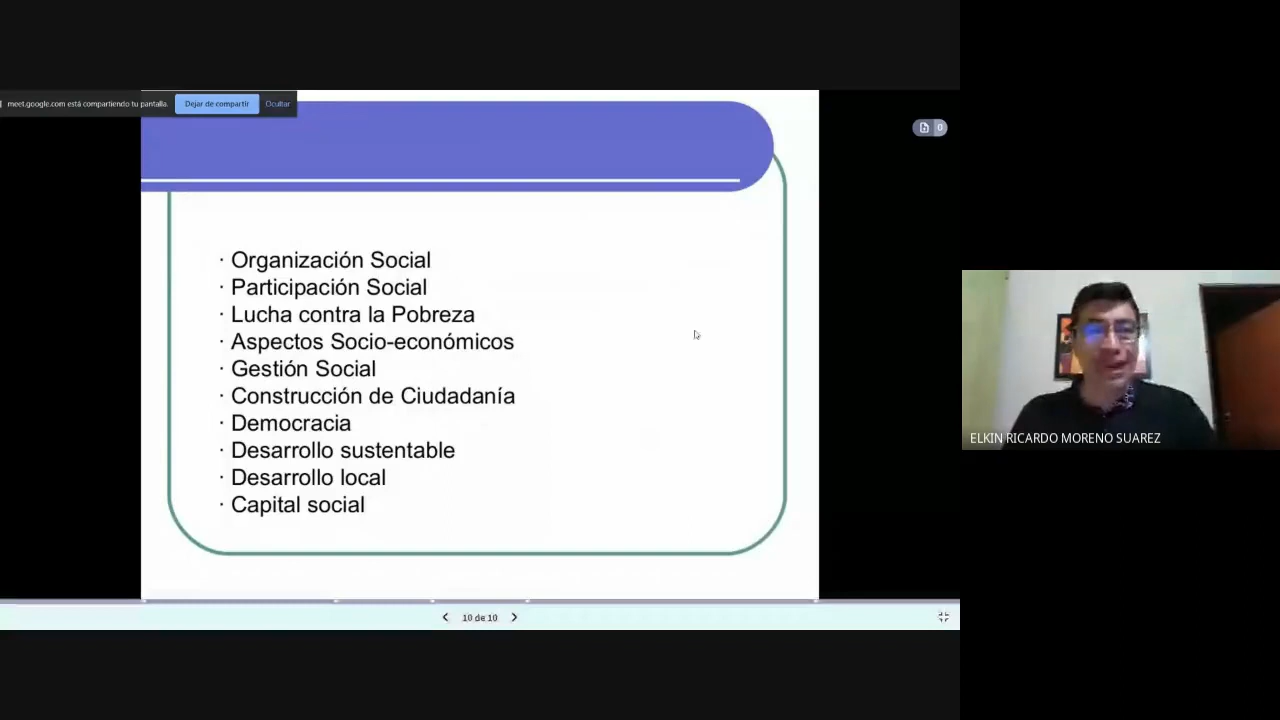 meet.google.com está compartiendo tu pantalla.
Dejar de compartir
Ocultar
0
· Organización Social
· Participación Social
· Lucha contra la Pobreza
· Aspectos Socio-económicos
· Gestión Social
· Construcción de Ciudadanía
· Democracia
· Desarrollo sustentable
· Desarrollo local
· Capital social
ELKIN RICARDO MORENO SUAREZ
10 de 10